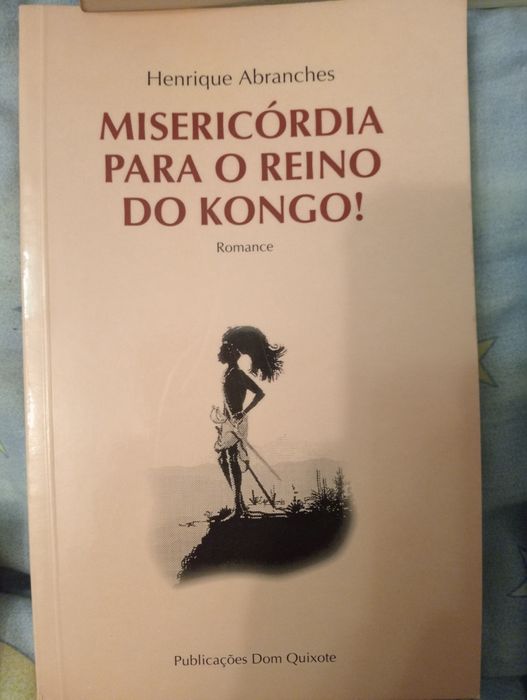 Henrique Abranches
MISERICÓRDIA
PARA O REINO
DO KONGO!
Romance
Publicações Dom Quixote